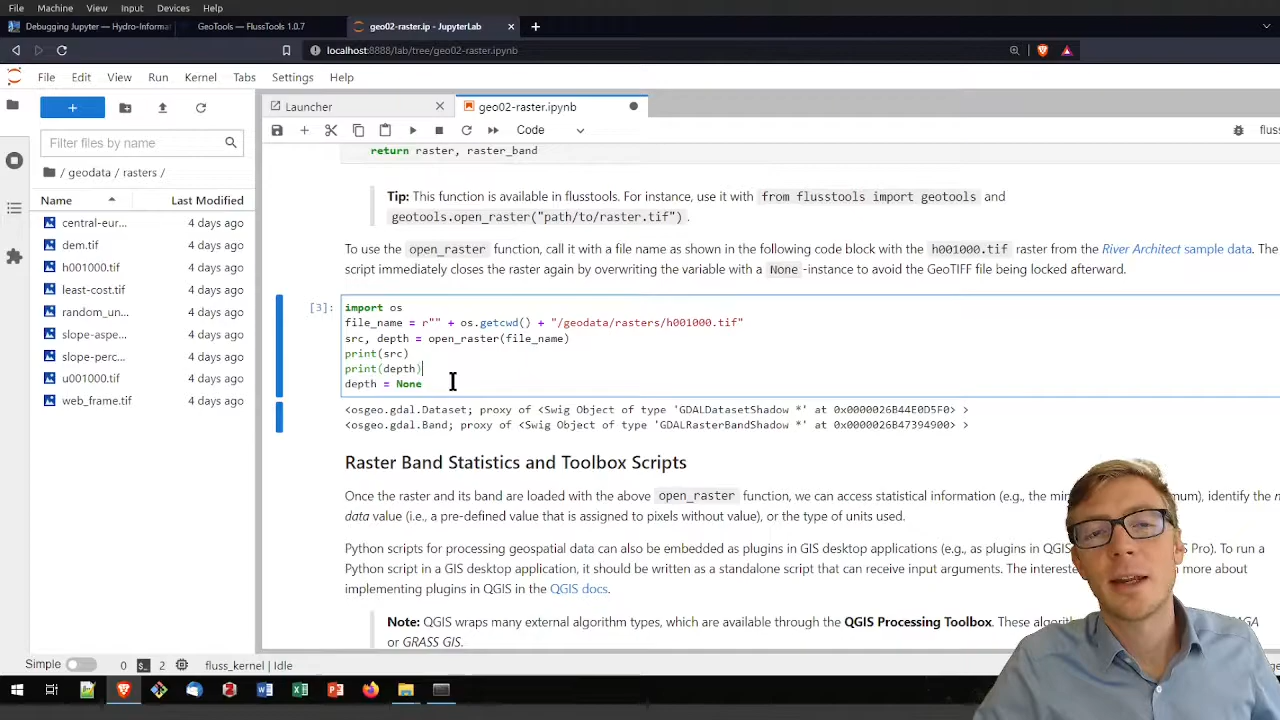 File Machine View Input Devices Help
Debugging Jupyter — Hydro-Informat
GeoTools — FlussTools 1.0.7
geo02-raster.ip - JupyterLab
localhost:8888/lab/tree/geo02-raster.ipynb
File Edit View Run Kernel Tabs Settings Help
Launcher
geo02-raster.ipynb
Code
Filter files by name
/ geodata / rasters /
Name Last Modified
central-eur... 4 days ago
dem.tif 4 days ago
h001000.tif 4 days ago
least-cost.tif 4 days ago
random_un... 4 days ago
slope-aspe... 4 days ago
slope-perc... 4 days ago
u001000.tif 4 days ago
web_frame.tif 4 days ago
return raster, raster_band
Tip: This function is available in flusstools. For instance, use it with from flusstools import geotools and
geotools.open_raster("path/to/raster.tif") .
To use the open_raster function, call it with a file name as shown in the following code block with the h001000.tif raster from the River Architect sample data. The
script immediately closes the raster again by overwriting the variable with a None -instance to avoid the GeoTIFF file being locked afterward.
[3]:
import os
file_name = r"" + os.getcwd() + "/geodata/rasters/h001000.tif"
src, depth = open_raster(file_name)
print(src)
print(depth)
depth = None
<osgeo.gdal.Dataset; proxy of <Swig Object of type 'GDALDatasetShadow *' at 0x0000026B44E0D5F0> >
<osgeo.gdal.Band; proxy of <Swig Object of type 'GDALRasterBandShadow *' at 0x0000026B47394900> >
Raster Band Statistics and Toolbox Scripts
Once the raster and its band are loaded with the above open_raster function, we can access statistical information (e.g., the min um), identify the n
data value (i.e., a pre-defined value that is assigned to pixels without value), or the type of units used.
Python scripts for processing geospatial data can also be embedded as plugins in GIS desktop applications (e.g., as plugins in QGIS S Pro). To run a
Python script in a GIS desktop application, it should be written as a standalone script that can receive input arguments. The intereste n more about
implementing plugins in QGIS in the QGIS docs.
Note: QGIS wraps many external algorithm types, which are available through the QGIS Processing Toolbox. These algorit AGA
or GRASS GIS.
Simple 0 2 fluss_kernel | Idle
fluss